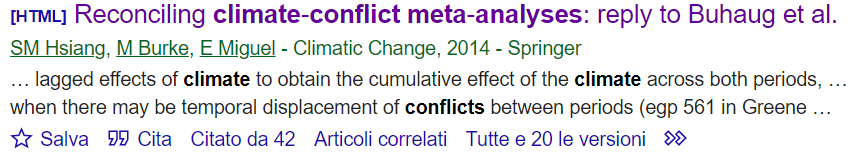 [HTML] Reconciling climate-conflict meta-analyses: reply to Buhaug et al.
SM Hsiang, M Burke, E Miguel - Climatic Change, 2014 - Springer
… lagged effects of climate to obtain the cumulative effect of the climate across both periods, …
when there may be temporal displacement of conflicts between periods (egp 561 in Greene …
Salva Cita Citato da 42 Articoli correlati Tutte e 20 le versioni